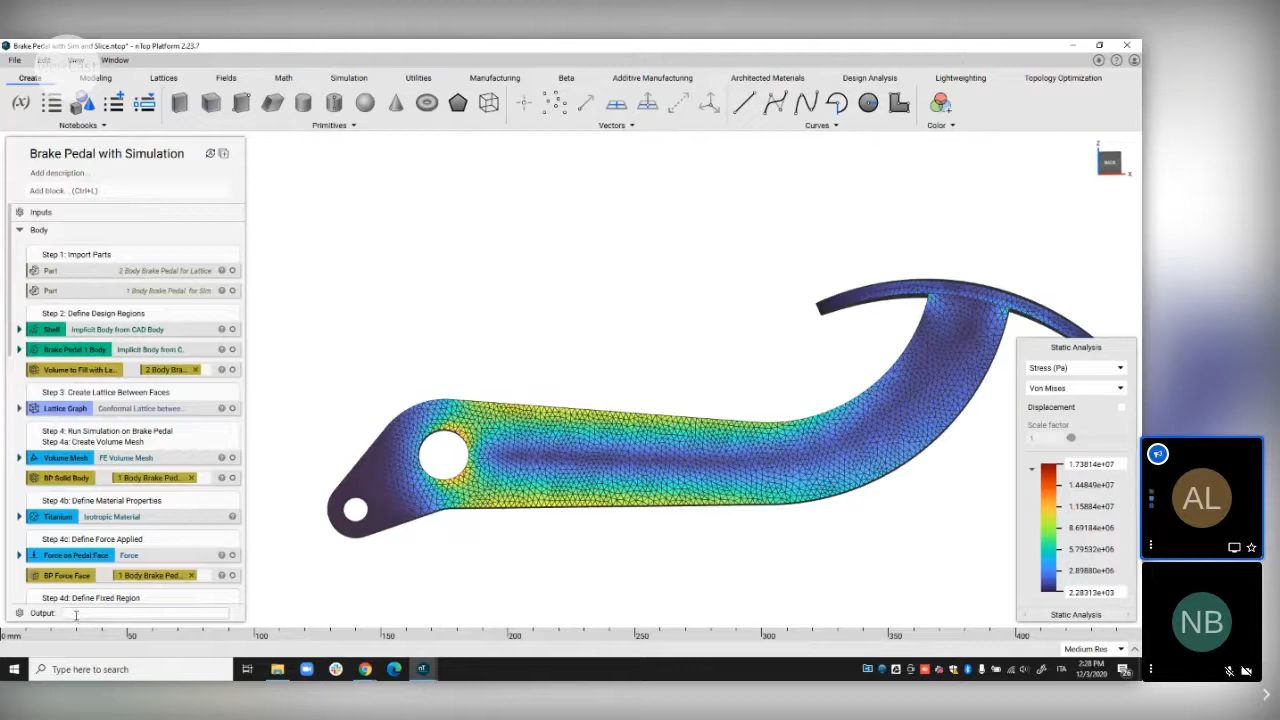 Brake Pedal with Sim and Slice.ntop* - nTop Platform 2.23.7
File Edit View Window
Create Modeling Lattices Fields Math Simulation Utilities Manufacturing Beta Additive Manufacturing Architected Materials Design Analysis Lightweighting Topology Optimization
(x)
Notebooks Primitives Vectors Curves Color
Brake Pedal with Simulation
Add description...
Add block... (Ctrl+L)
Inputs
Body
Step 1: Import Parts
Part 2 Body Brake Pedal for Lattice
Part 1 Body Brake Pedal for Sim
Step 2: Define Design Regions
Shell Implicit Body from CAD Body
Brake Pedal 1 Body Implicit Body from C.
Volume to Fill with La... 2 Body Bra...
Step 3: Create Lattice Between Faces
Lattice Graph Conformal Lattice betwee...
Step 4: Run Simulation on Brake Pedal
Step 4a: Create Volume Mesh
Volume Mesh FE Volume Mesh
BP Solid Body 1 Body Brake Ped...
Step 4b: Define Material Properties
Titanium Isotropic Material
Step 4c: Define Force Applied
Force on Pedal Face Force
BP Force Face 1 Body Brake Ped...
Step 4d: Define Fixed Region
Output:
Z
BACK
X
Static Analysis
Stress (Pa)
Von Mises
Displacement
Scale factor
1
1.73814e+07
1.44849e+07
1.15884e+07
8.69184e+06
5.79532e+06
2.89880e+06
2.28313e+03
Static Analysis
0 mm 50 100 150 200 250 300 350 400
Medium Res
Type here to search
nT
ITA
2:28 PM
12/3/2020
26
AL
NB